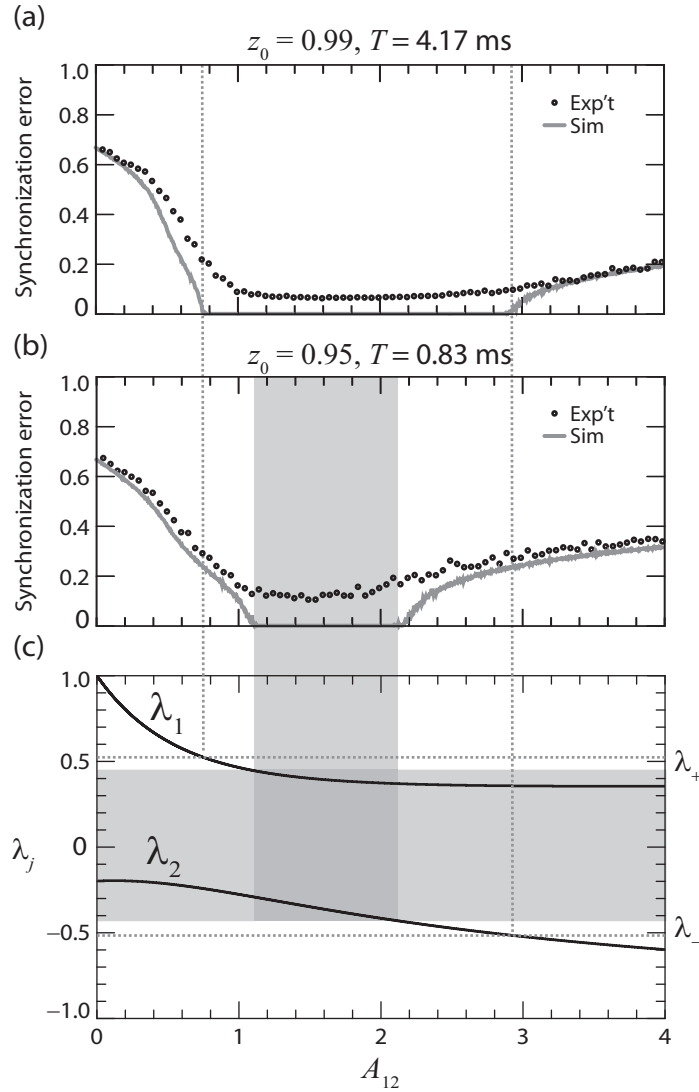 (a)
z₀ = 0.99, T = 4.17 ms
Synchronization error
1.0
0.8
0.6
0.4
0.2
0
Exp't
Sim
(b)
z₀ = 0.95, T = 0.83 ms
Synchronization error
1.0
0.8
0.6
0.4
0.2
0
Exp't
Sim
(c)
λⱼ
1.0
0.5
0
−0.5
−1.0
λ₁
λ₂
λ₊
λ₋
0 1 2 3 4
A₁₂